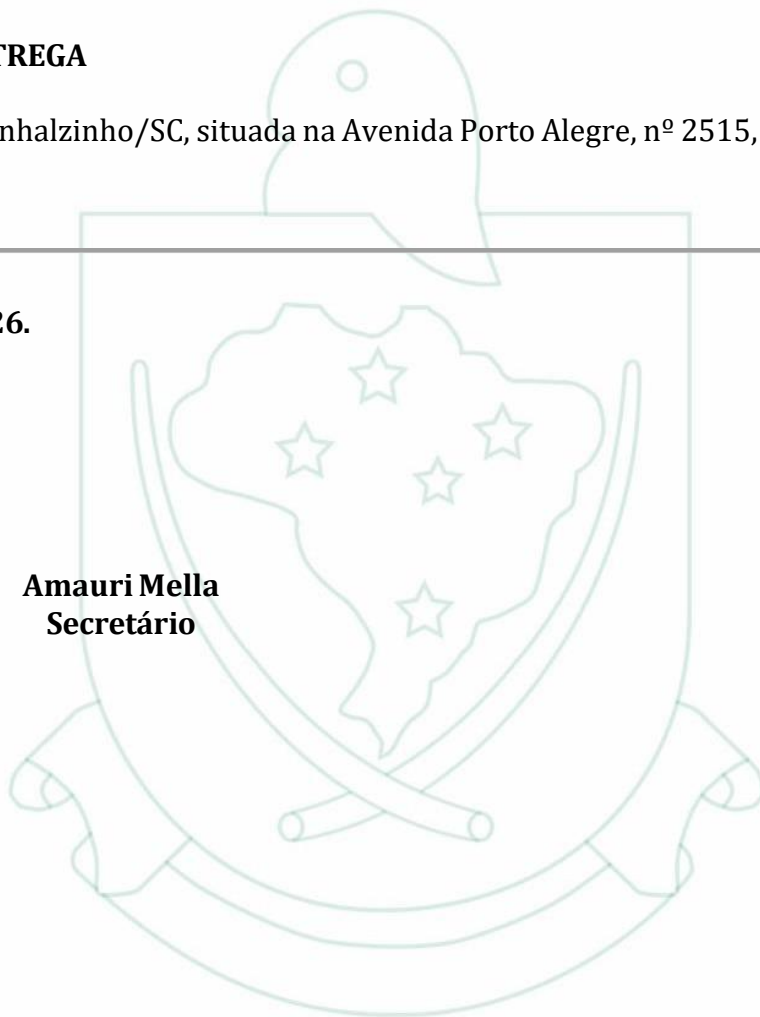 TREGA
nhalzinho/SC, situada na Avenida Porto Alegre, nº 2515,
26.
Amauri Mella
Secretário